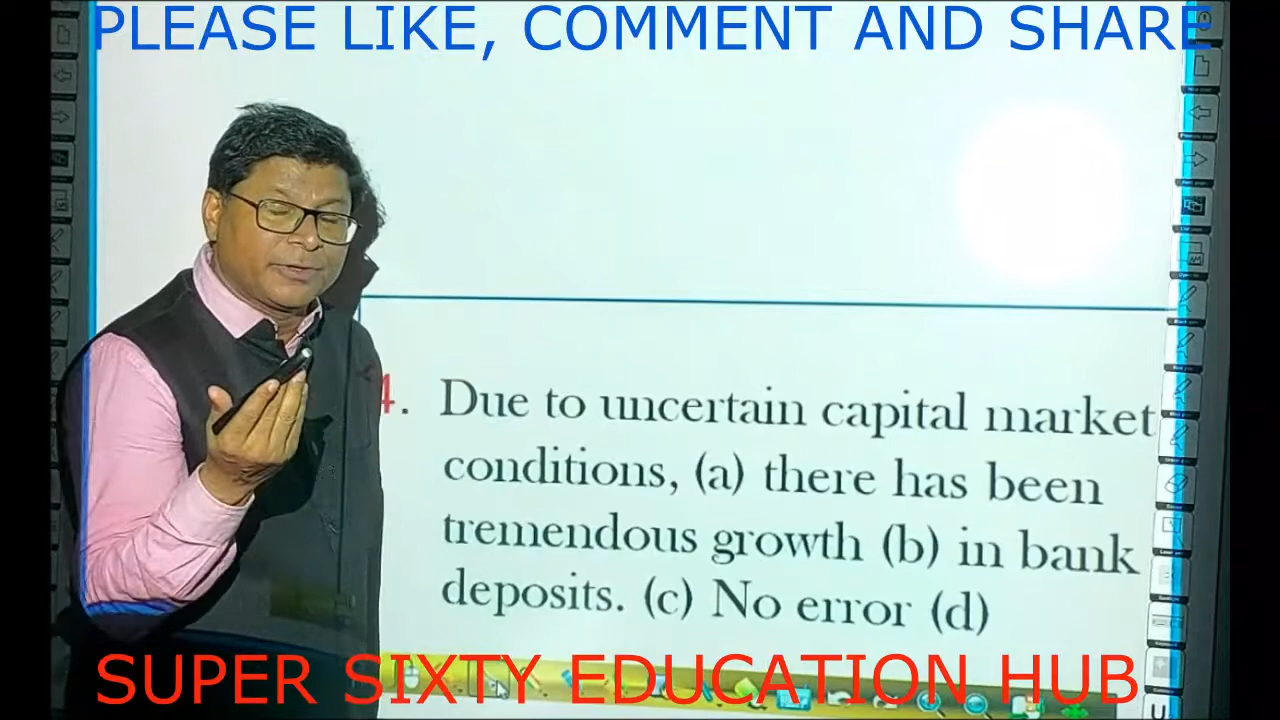 PLEASE LIKE, COMMENT AND SHARE
4. Due to uncertain capital market
conditions, (a) there has been
tremendous growth (b) in bank
deposits. (c) No error (d)
SUPER SIXTY EDUCATION HUB